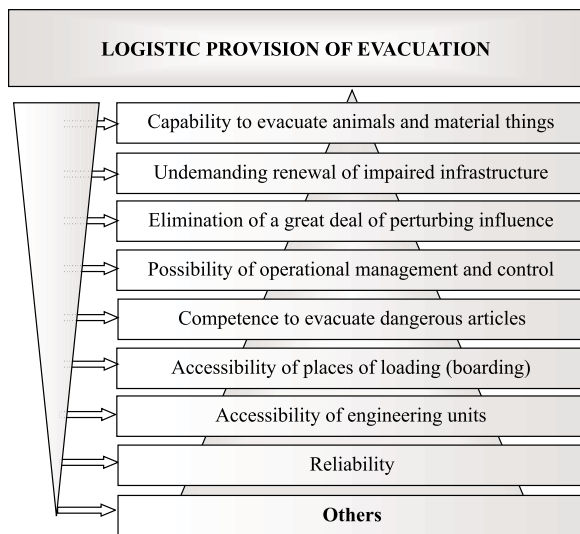 LOGISTIC PROVISION OF EVACUATION
Capability to evacuate animals and material things
Undemanding renewal of impaired infrastructure
Elimination of a great deal of perturbing influence
Possibility of operational management and control
Competence to evacuate dangerous articles
Accessibility of places of loading (boarding)
Accessibility of engineering units
Reliability
Others